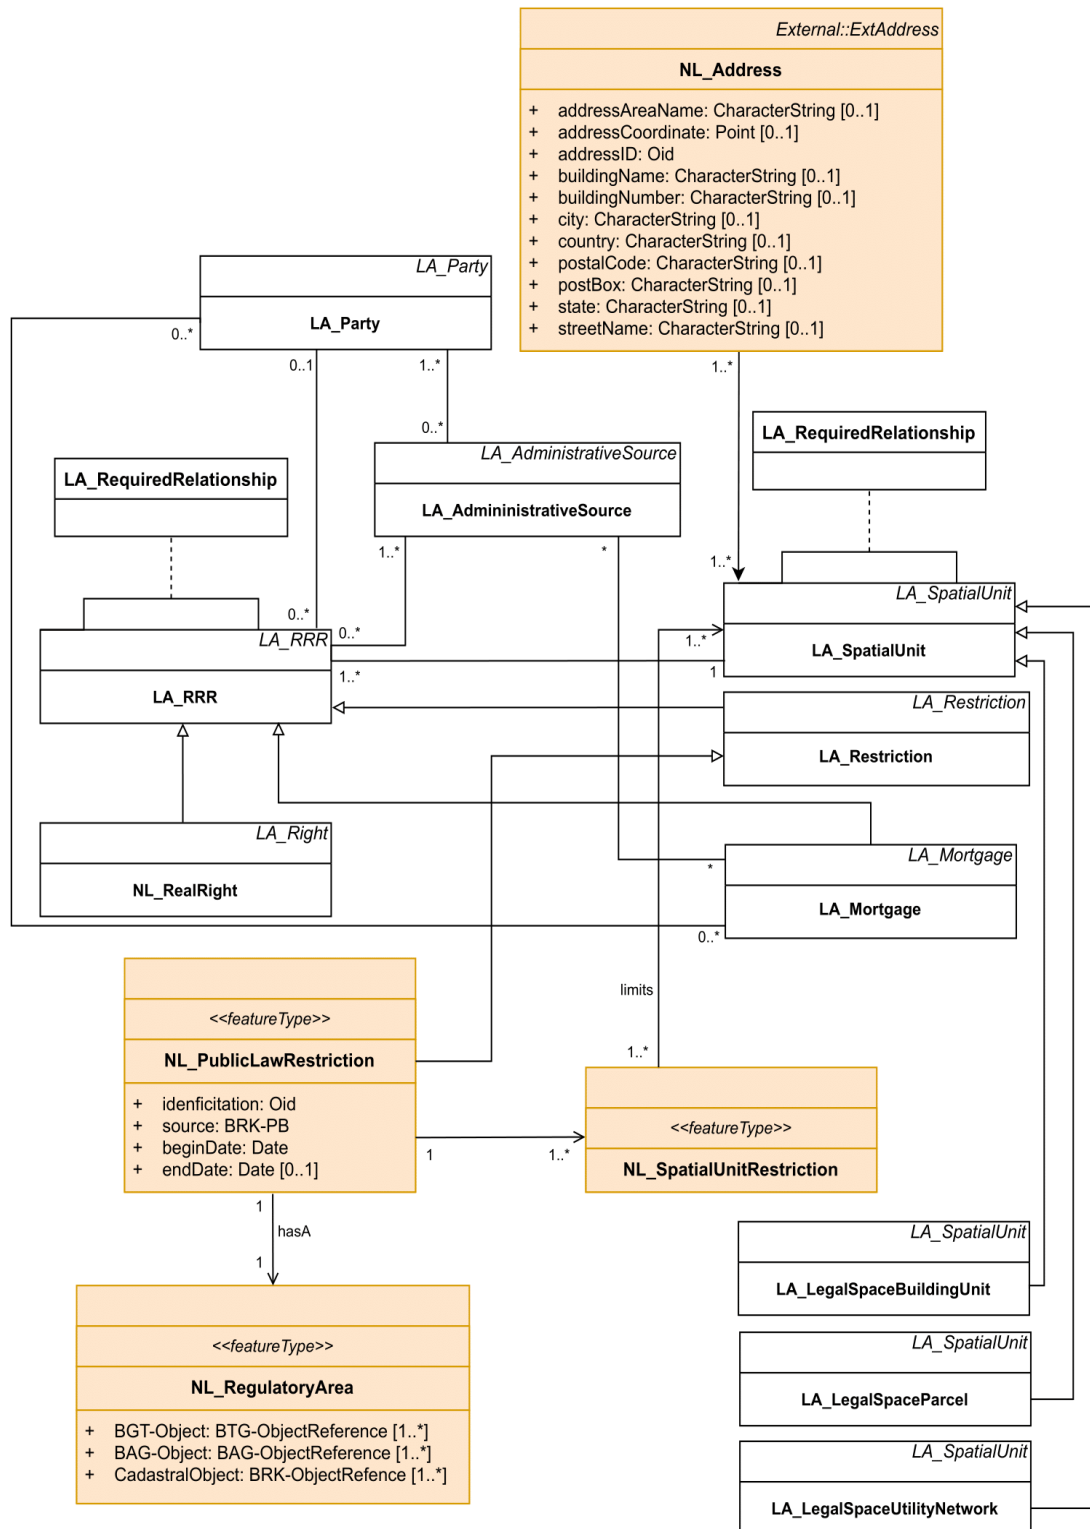 External::ExtAddress
NL_Address
+ addressAreaName: CharacterString [0..1]
+ addressCoordinate: Point [0..1]
+ addressID: Oid
+ buildingName: CharacterString [0..1]
+ buildingNumber: CharacterString [0..1]
+ city: CharacterString [0..1]
+ country: CharacterString [0..1]
+ postalCode: CharacterString [0..1]
+ postBox: CharacterString [0..1]
+ state: CharacterString [0..1]
+ streetName: CharacterString [0..1]
LA_Party
LA_Party
0..*
0..1
1..*
1..*
0..*
LA_RequiredRelationship
LA_AdministrativeSource
LA_AdmininistrativeSource
LA_RequiredRelationship
1..*
*
1..*
0..*
0..*
LA_RRR
LA_RRR
1..*
LA_SpatialUnit
LA_SpatialUnit
1..*
1
LA_Restriction
LA_Restriction
LA_Right
NL_RealRight
LA_Mortgage
LA_Mortgage
*
0..*
limits
1..*
<<featureType>>
NL_PublicLawRestriction
+ idenficitation: Oid
+ source: BRK-PB
+ beginDate: Date
+ endDate: Date [0..1]
1
1..*
<<featureType>>
NL_SpatialUnitRestriction
1
hasA
1
<<featureType>>
NL_RegulatoryArea
+ BGT-Object: BTG-ObjectReference [1..*]
+ BAG-Object: BAG-ObjectReference [1..*]
+ CadastralObject: BRK-ObjectRefence [1..*]
LA_SpatialUnit
LA_LegalSpaceBuildingUnit
LA_SpatialUnit
LA_LegalSpaceParcel
LA_SpatialUnit
LA_LegalSpaceUtilityNetwork